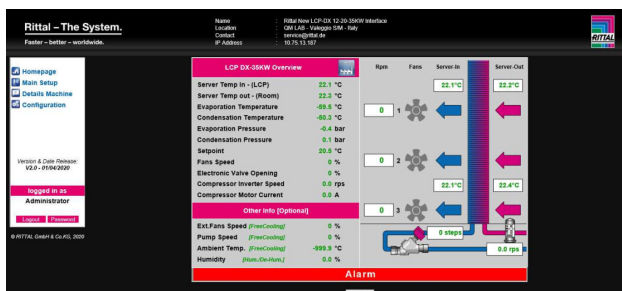 Rittal – The System.
Faster – better – worldwide.
Name : Rittal New LCP-DX 12-20-35KW Interface
Location : QM LAB - Valeggio S/M - Italy
Contact : service@rittal.de
IP Address : 10.75.13.187
RITTAL
Homepage
Main Setup
Details Machine
Configuration
Version & Date Release:
V2.0 - 01/04/2020
logged in as
Administrator
Logout Password
© RITTAL GmbH & Co.KG, 2020
LCP DX-35KW Overview
Server Temp In - (LCP) 22.1 °C
Server Temp out - (Room) 22.3 °C
Evaporation Temperature -59.5 °C
Condensation Temperature -50.3 °C
Evaporation Pressure -0.4 bar
Condensation Pressure 0.1 bar
Setpoint 20.5 °C
Fans Speed 0 %
Electronic Valve Opening 0 %
Compressor Inverter Speed 0.0 rps
Compressor Motor Current 0.0 A
Other info [Optional]
Ext.Fans Speed [FreeCooling] 0 %
Pump Speed [FreeCooling] 0 %
Ambient Temp. [FreeCooling] -999.9 °C
Humidity [Hum./De-Hum.] 0.0 %
Rpm Fans Server-In Server-Out
22.1°C 22.2°C
0 1
0 2
22.1°C 22.4°C
0 3
0 steps
0.0 rps
Alarm